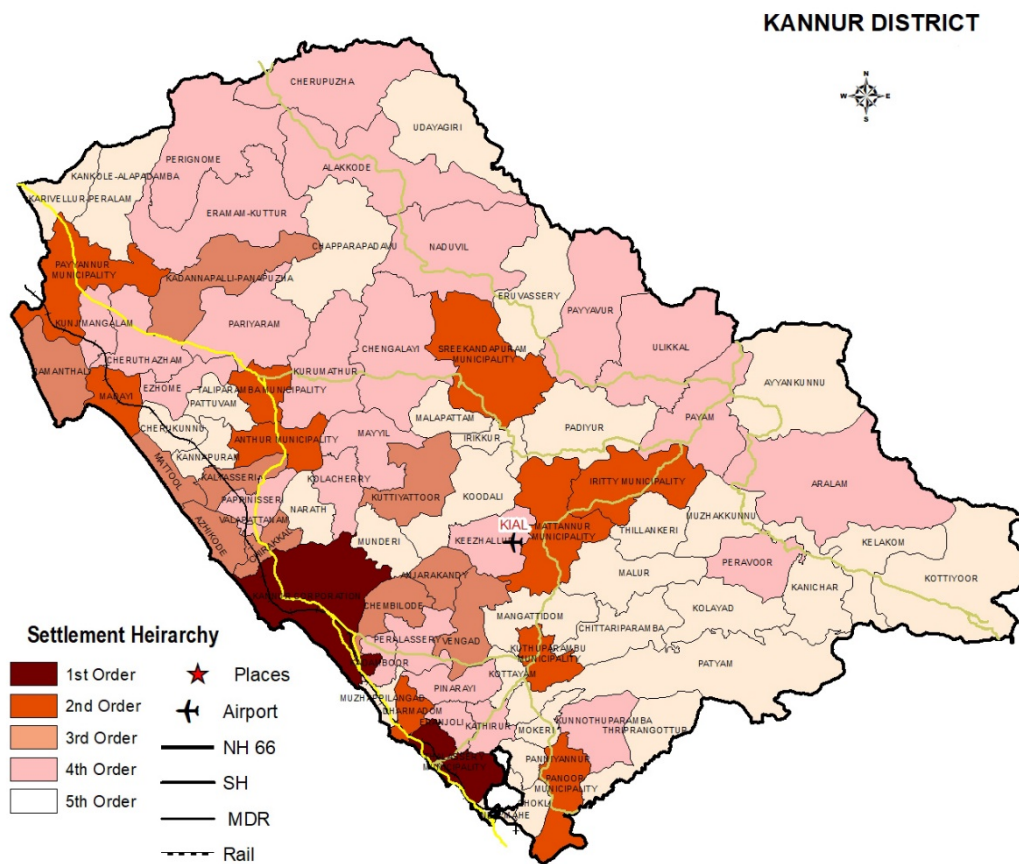 KANNUR DISTRICT
N
W
E
S
CHERUPUZHA
UDAYAGIRI
PERIGNOME
KANKOLE-ALAPADAMBA
ALAKKODE
KARIVELLUR-PERALAM
ERAMAM-KUTTUR
CHAPPARAPADAVU
NADUVIL
PAYYANNUR
MUNICIPALITY
KADANNAPALLI-PANAPUZHA
ERUVASSERY
PAYYAVUR
KUNJIMANGALAM
PARIYARAM
SREEKANDAPURAM
MUNICIPALITY
ULIKKAL
CHENGALAYI
CHERUTHAZHAM
AYYANKUNNU
RAMANTHALI
KURUMATHUR
EZHOME
TALIPARAMBA MUNICIPALITY
MADAYI
PATTUVAM
MALAPATTAM
PAYAM
CHERUKUNNU
PADIYUR
ANTHUR MUNICIPALITY
MAYYIL
IRIKKUR
KANNAPURAM
MATTOOL
KALYASSERI
KOLACHERRY
IRITTY MUNICIPALITY
ARALAM
PAPPINISSERI
KUTTIYATTOOR
KOODALI
NARATH
MUZHAKKUNNU
VALAPATTANAM
AZHIKODE
KIAL
MATTANNUR
MUNICIPALITY
THILLANKERI
KELAKOM
CHIRAKKAL
MUNDERI
KEEZHALLUR
PERAVOOR
KOTTIYOOR
ANJARAKANDY
MALUR
KANICHAR
CHEMBILODE
KOLAYAD
MANGATTIDOM
CHITTARIPARAMBA
PERALASSERY
VENGAD
KUTHUPARAMBU
MUNICIPALITY
PATYAM
KOTTAYAM
PINARAYI
MUZHAPPILANGAD
DHARMADOM
KUNNOTHUPARAMBA
KATHIRUR
MOKERI
THRIPRANGOTTUR
PANNIYANNUR
PANOOR
MUNICIPALITY
Settlement Heirarchy
1st Order
2nd Order
3rd Order
4th Order
5th Order
Places
Airport
NH 66
SH
MDR
Rail